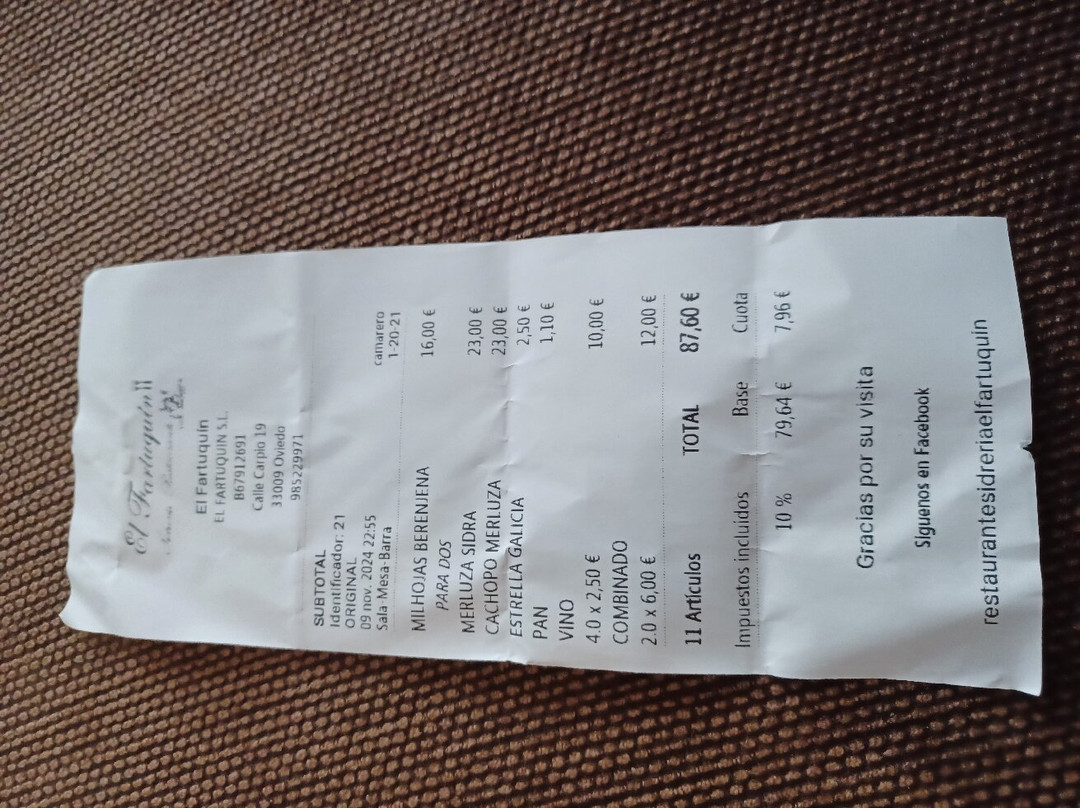 El Fartuquín
El Fartuquín
EL FARTUQUIN S.L.
B67912691
Calle Carpio 19
33009 Oviedo
985229971
SUBTOTAL
Identificador: 21
ORIGINAL camarero
09 nov. 2024 22:55 1-20-21
Sala-Mesa-Barra
MILHOJAS BERENJENA 16,00 €
PARA DOS
MERLUZA SIDRA 23,00 €
CACHOPO MERLUZA 23,00 €
ESTRELLA GALICIA 2,50 €
PAN 1,10 €
VINO
4.0 x 2,50 € 10,00 €
COMBINADO
2.0 x 6,00 € 12,00 €
11 Artículos TOTAL 87,60 €
Impuestos incluidos Base Cuota
10 % 79,64 € 7,96 €
Gracias por su visita
Siguenos en Facebook
restaurantesidreriaelfartuquin